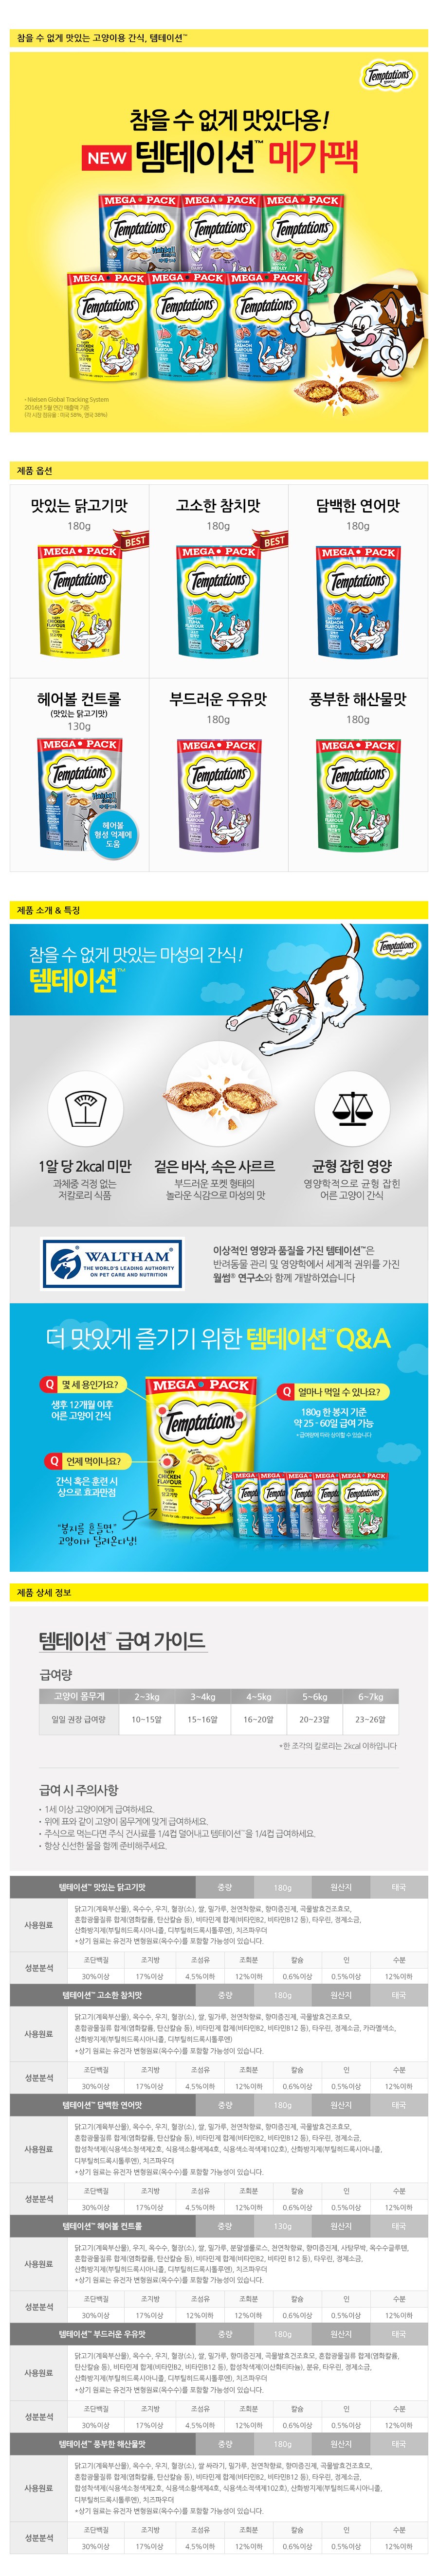 참을 수 없게 맛있는 고양이용 간식, 템테이션™
Temptations
참을 수 없게 맛있다옹!
NEW 템테이션™ 메가팩
MEGA PACK MEGA PACK MEGA PACK
Temptations Temptations Temptations
MEGA PACK MEGA PACK MEGA PACK
Temptations Temptations Temptations
- Nielsen Global Tracking System
2016년 5월 연간 매출액 기준
(각 시장 점유율 : 미국 58%, 영국 38%)
제품 옵션
맛있는 닭고기맛 고소한 참치맛 담백한 연어맛
180g 180g 180g
BEST BEST
MEGA PACK MEGA PACK MEGA PACK
Temptations Temptations Temptations
헤어볼 컨트롤 부드러운 우유맛 풍부한 해산물맛
(맛있는 닭고기맛) 180g 180g
130g
MEGA PACK MEGA PACK MEGA PACK
Temptations Temptations Temptations
헤어볼
형성 억제에
도움
제품 소개 & 특징
참을 수 없게 맛있는 마성의 간식!
템테이션™
Temptations
1알 당 2kcal 미만 겉은 바삭, 속은 사르르 균형 잡힌 영양
과체중 걱정 없는 부드러운 포켓 형태의 영양학적으로 균형 잡힌
저칼로리 식품 놀라운 식감으로 마성의 맛 어른 고양이 간식
WALTHAM®
THE WORLD'S LEADING AUTHORITY
ON PET CARE AND NUTRITION
이상적인 영양과 품질을 가진 템테이션™은
반려동물 관리 및 영양학에서 세계적 권위를 가진
월썸® 연구소와 함께 개발하였습니다
더 맛있게 즐기기 위한 템테이션™ Q&A
Q 몇 세 용인가요?
생후 12개월 이후
어른 고양이 간식
Q 얼마나 먹일 수 있나요?
180g 한 봉지 기준
약 25 - 60일 급여 가능
*급여량에 따라 상이할 수 있습니다
Q 언제 먹이나요?
간식 혹은 훈련 시
상으로 효과만점
MEGA PACK
Temptations
"봉지를 흔들면,"
고양이가 달려온다냥!
제품 상세 정보
템테이션™ 급여 가이드
급여량
고양이 몸무게 2~3kg 3~4kg 4~5kg 5~6kg 6~7kg
일일 권장 급여량 10~15알 15~16알 16~20알 20~23알 23~26알
*한 조각의 칼로리는 2kcal 이하입니다
급여 시 주의사항
• 1세 이상 고양이에게 급여하세요.
• 위에 표와 같이 고양이 몸무게에 맞게 급여하세요.
• 주식으로 먹는다면 주식 건사료를 1/4컵 덜어내고 템테이션™을 1/4컵 급여하세요.
• 항상 신선한 물을 함께 준비해주세요.
템테이션™ 맛있는 닭고기맛 중량 180g 원산지 태국
사용원료
닭고기(계육부산물), 옥수수, 우지, 혈장(소), 쌀, 밀가루, 천연착향료, 향미증진제, 곡물발효건조효모,
혼합광물질류 합제(염화칼륨, 탄산칼슘 등), 비타민제 합제(비타민B2, 비타민B12 등), 타우린, 정제소금,
산화방지제(부틸히드록시아니졸, 디부틸히드록시톨루엔), 치즈파우더
*상기 원료는 유전자 변형원료(옥수수)를 포함할 가능성이 있습니다.
성분분석
조단백질 조지방 조섬유 조회분 칼슘 인 수분
30%이상 17%이상 4.5%이하 12%이하 0.6%이상 0.5%이상 12%이하
템테이션™ 고소한 참치맛 중량 180g 원산지 태국
사용원료
닭고기(계육부산물), 옥수수, 우지, 혈장(소), 쌀, 밀가루, 천연착향료, 향미증진제, 곡물발효건조효모,
혼합광물질류 합제(염화칼륨, 탄산칼슘 등), 비타민제 합제(비타민B2, 비타민B12 등), 타우린, 정제소금, 카라멜색소,
산화방지제(부틸히드록시아니졸, 디부틸히드록시톨루엔)
*상기 원료는 유전자 변형원료(옥수수)를 포함할 가능성이 있습니다.
성분분석
조단백질 조지방 조섬유 조회분 칼슘 인 수분
30%이상 17%이상 4.5%이하 12%이하 0.6%이상 0.5%이상 12%이하
템테이션™ 담백한 연어맛 중량 180g 원산지 태국
사용원료
닭고기(계육부산물), 옥수수, 우지, 혈장(소), 쌀, 밀가루, 천연착향료, 향미증진제, 곡물발효건조효모,
혼합광물질류 합제(염화칼륨, 탄산칼슘 등), 비타민제 합제(비타민B2, 비타민B12 등), 타우린, 정제소금,
합성착색제(식용색소청색제2호, 식용색소황색제4호, 식용색소적색제102호), 산화방지제(부틸히드록시아니졸,
디부틸히드록시톨루엔), 치즈파우더
*상기 원료는 유전자 변형원료(옥수수)를 포함할 가능성이 있습니다.
성분분석
조단백질 조지방 조섬유 조회분 칼슘 인 수분
30%이상 17%이상 4.5%이하 12%이하 0.6%이상 0.5%이상 12%이하
템테이션™ 헤어볼 컨트롤 중량 130g 원산지 태국
사용원료
닭고기(계육부산물), 우지, 옥수수, 혈장(소), 쌀, 밀가루, 분말셀룰로스, 천연착향료, 향미증진제, 사탕무박, 옥수수글루텐,
혼합광물질류 합제(염화칼륨, 탄산칼슘 등), 비타민제 합제(비타민B2, 비타민 B12 등), 타우린, 정제소금,
산화방지제(부틸히드록시아니졸, 디부틸히드록시톨루엔), 치즈파우더
*상기 원료는 유전자 변형원료(옥수수)를 포함할 가능성이 있습니다.
성분분석
조단백질 조지방 조섬유 조회분 칼슘 인 수분
30%이상 17%이상 12%이하 12%이하 0.6%이상 0.5%이상 12%이하
템테이션™ 부드러운 우유맛 중량 180g 원산지 태국
사용원료
닭고기(계육부산물), 옥수수, 우지, 혈장(소), 쌀, 밀가루, 향미증진제, 천연착향료, 곡물발효건조효모, 혼합광물질류 합제(염화칼륨,
탄산칼슘 등), 비타민제 합제(비타민B2, 비타민B12 등), 합성착색제(이산화티타늄), 분유, 타우린, 정제소금,
산화방지제(부틸히드록시아니졸, 디부틸히드록시톨루엔), 치즈파우더
*상기 원료는 유전자 변형원료(옥수수)를 포함할 가능성이 있습니다.
성분분석
조단백질 조지방 조섬유 조회분 칼슘 인 수분
30%이상 17%이상 4.5%이하 12%이하 0.6%이상 0.5%이상 12%이하
템테이션™ 풍부한 해산물맛 중량 180g 원산지 태국
사용원료
닭고기(계육부산물), 옥수수, 우지, 혈장(소), 쌀 싸라기, 밀가루, 천연착향료, 향미증진제, 곡물발효건조효모,
혼합광물질류 합제(염화칼륨, 탄산칼슘 등), 비타민제 합제(비타민B2, 비타민B12 등), 타우린, 정제소금,
합성착색제(식용색소청색제2호, 식용색소황색제4호, 식용색소적색제102호), 산화방지제(부틸히드록시아니졸,
디부틸히드록시톨루엔), 치즈파우더
*상기 원료는 유전자 변형원료(옥수수)를 포함할 가능성이 있습니다.
성분분석
조단백질 조지방 조섬유 조회분 칼슘 인 수분
30%이상 17%이상 4.5%이하 12%이하 0.6%이상 0.5%이상 12%이하